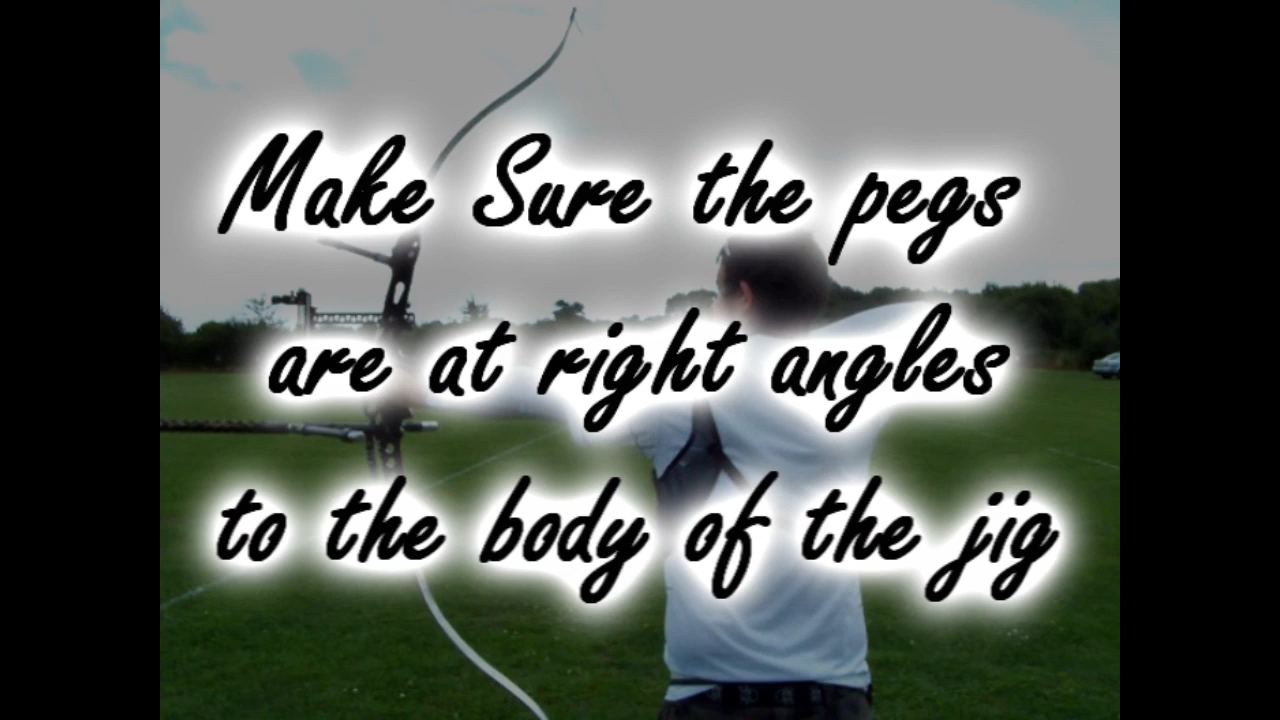 Make Sure the pegs
are at right angles
to the body of the jig